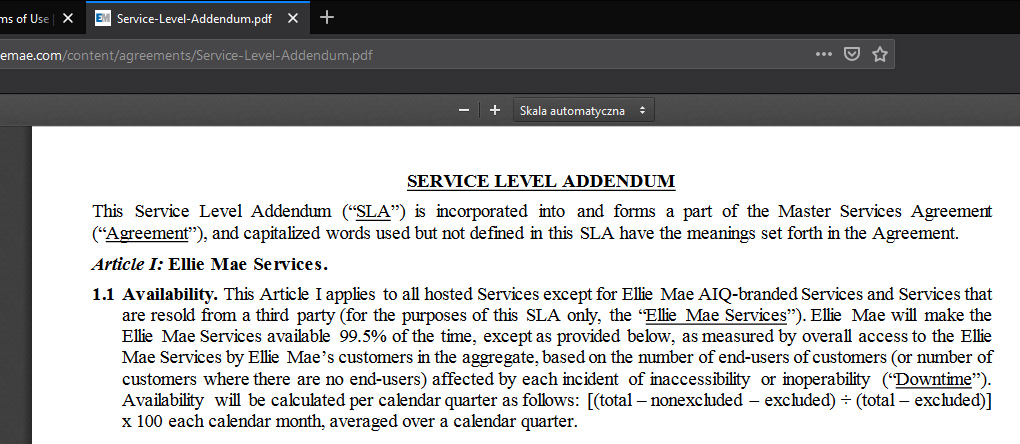 ms of Use | ×
EM Service-Level-Addendum.pdf × +
emae.com/content/agreements/Service-Level-Addendum.pdf
− + Skala automatyczna
SERVICE LEVEL ADDENDUM
This Service Level Addendum (“SLA”) is incorporated into and forms a part of the Master Services Agreement
(“Agreement”), and capitalized words used but not defined in this SLA have the meanings set forth in the Agreement.
Article I: Ellie Mae Services.
1.1 Availability. This Article I applies to all hosted Services except for Ellie Mae AIQ-branded Services and Services that
are resold from a third party (for the purposes of this SLA only, the “Ellie Mae Services”). Ellie Mae will make the
Ellie Mae Services available 99.5% of the time, except as provided below, as measured by overall access to the Ellie
Mae Services by Ellie Mae’s customers in the aggregate, based on the number of end-users of customers (or number of
customers where there are no end-users) affected by each incident of inaccessibility or inoperability (“Downtime”).
Availability will be calculated per calendar quarter as follows: [(total – nonexcluded – excluded) ÷ (total – excluded)]
x 100 each calendar month, averaged over a calendar quarter.